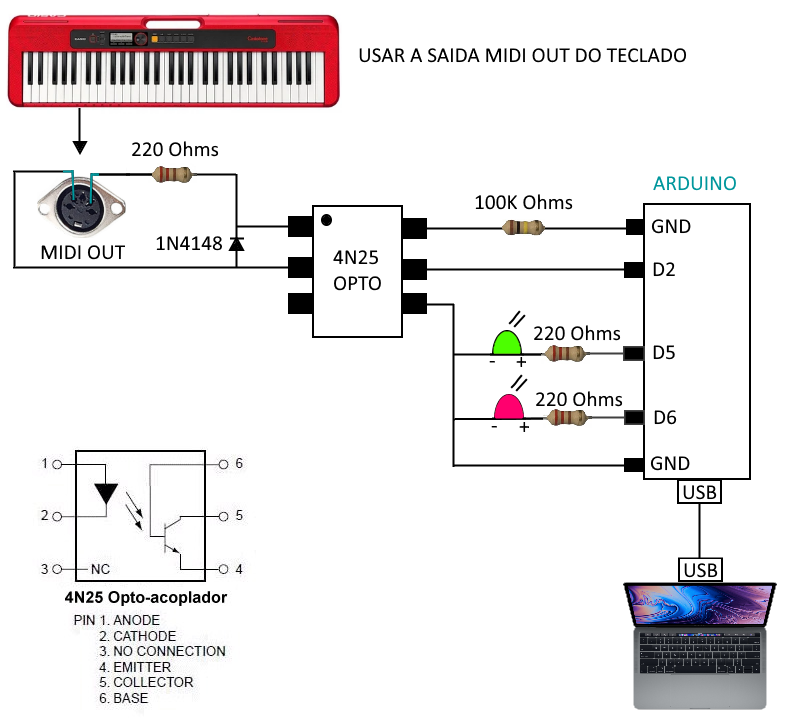 CASIO
USAR A SAIDA MIDI OUT DO TECLADO
220 Ohms
MIDI OUT
1N4148
4N25
OPTO
100K Ohms
ARDUINO
GND
D2
220 Ohms
D5
- +
220 Ohms
D6
- +
GND
USB
USB
1
2
3
NC
6
5
4
4N25 Opto-acoplador
PIN 1. ANODE
2. CATHODE
3. NO CONNECTION
4. EMITTER
5. COLLECTOR
6. BASE